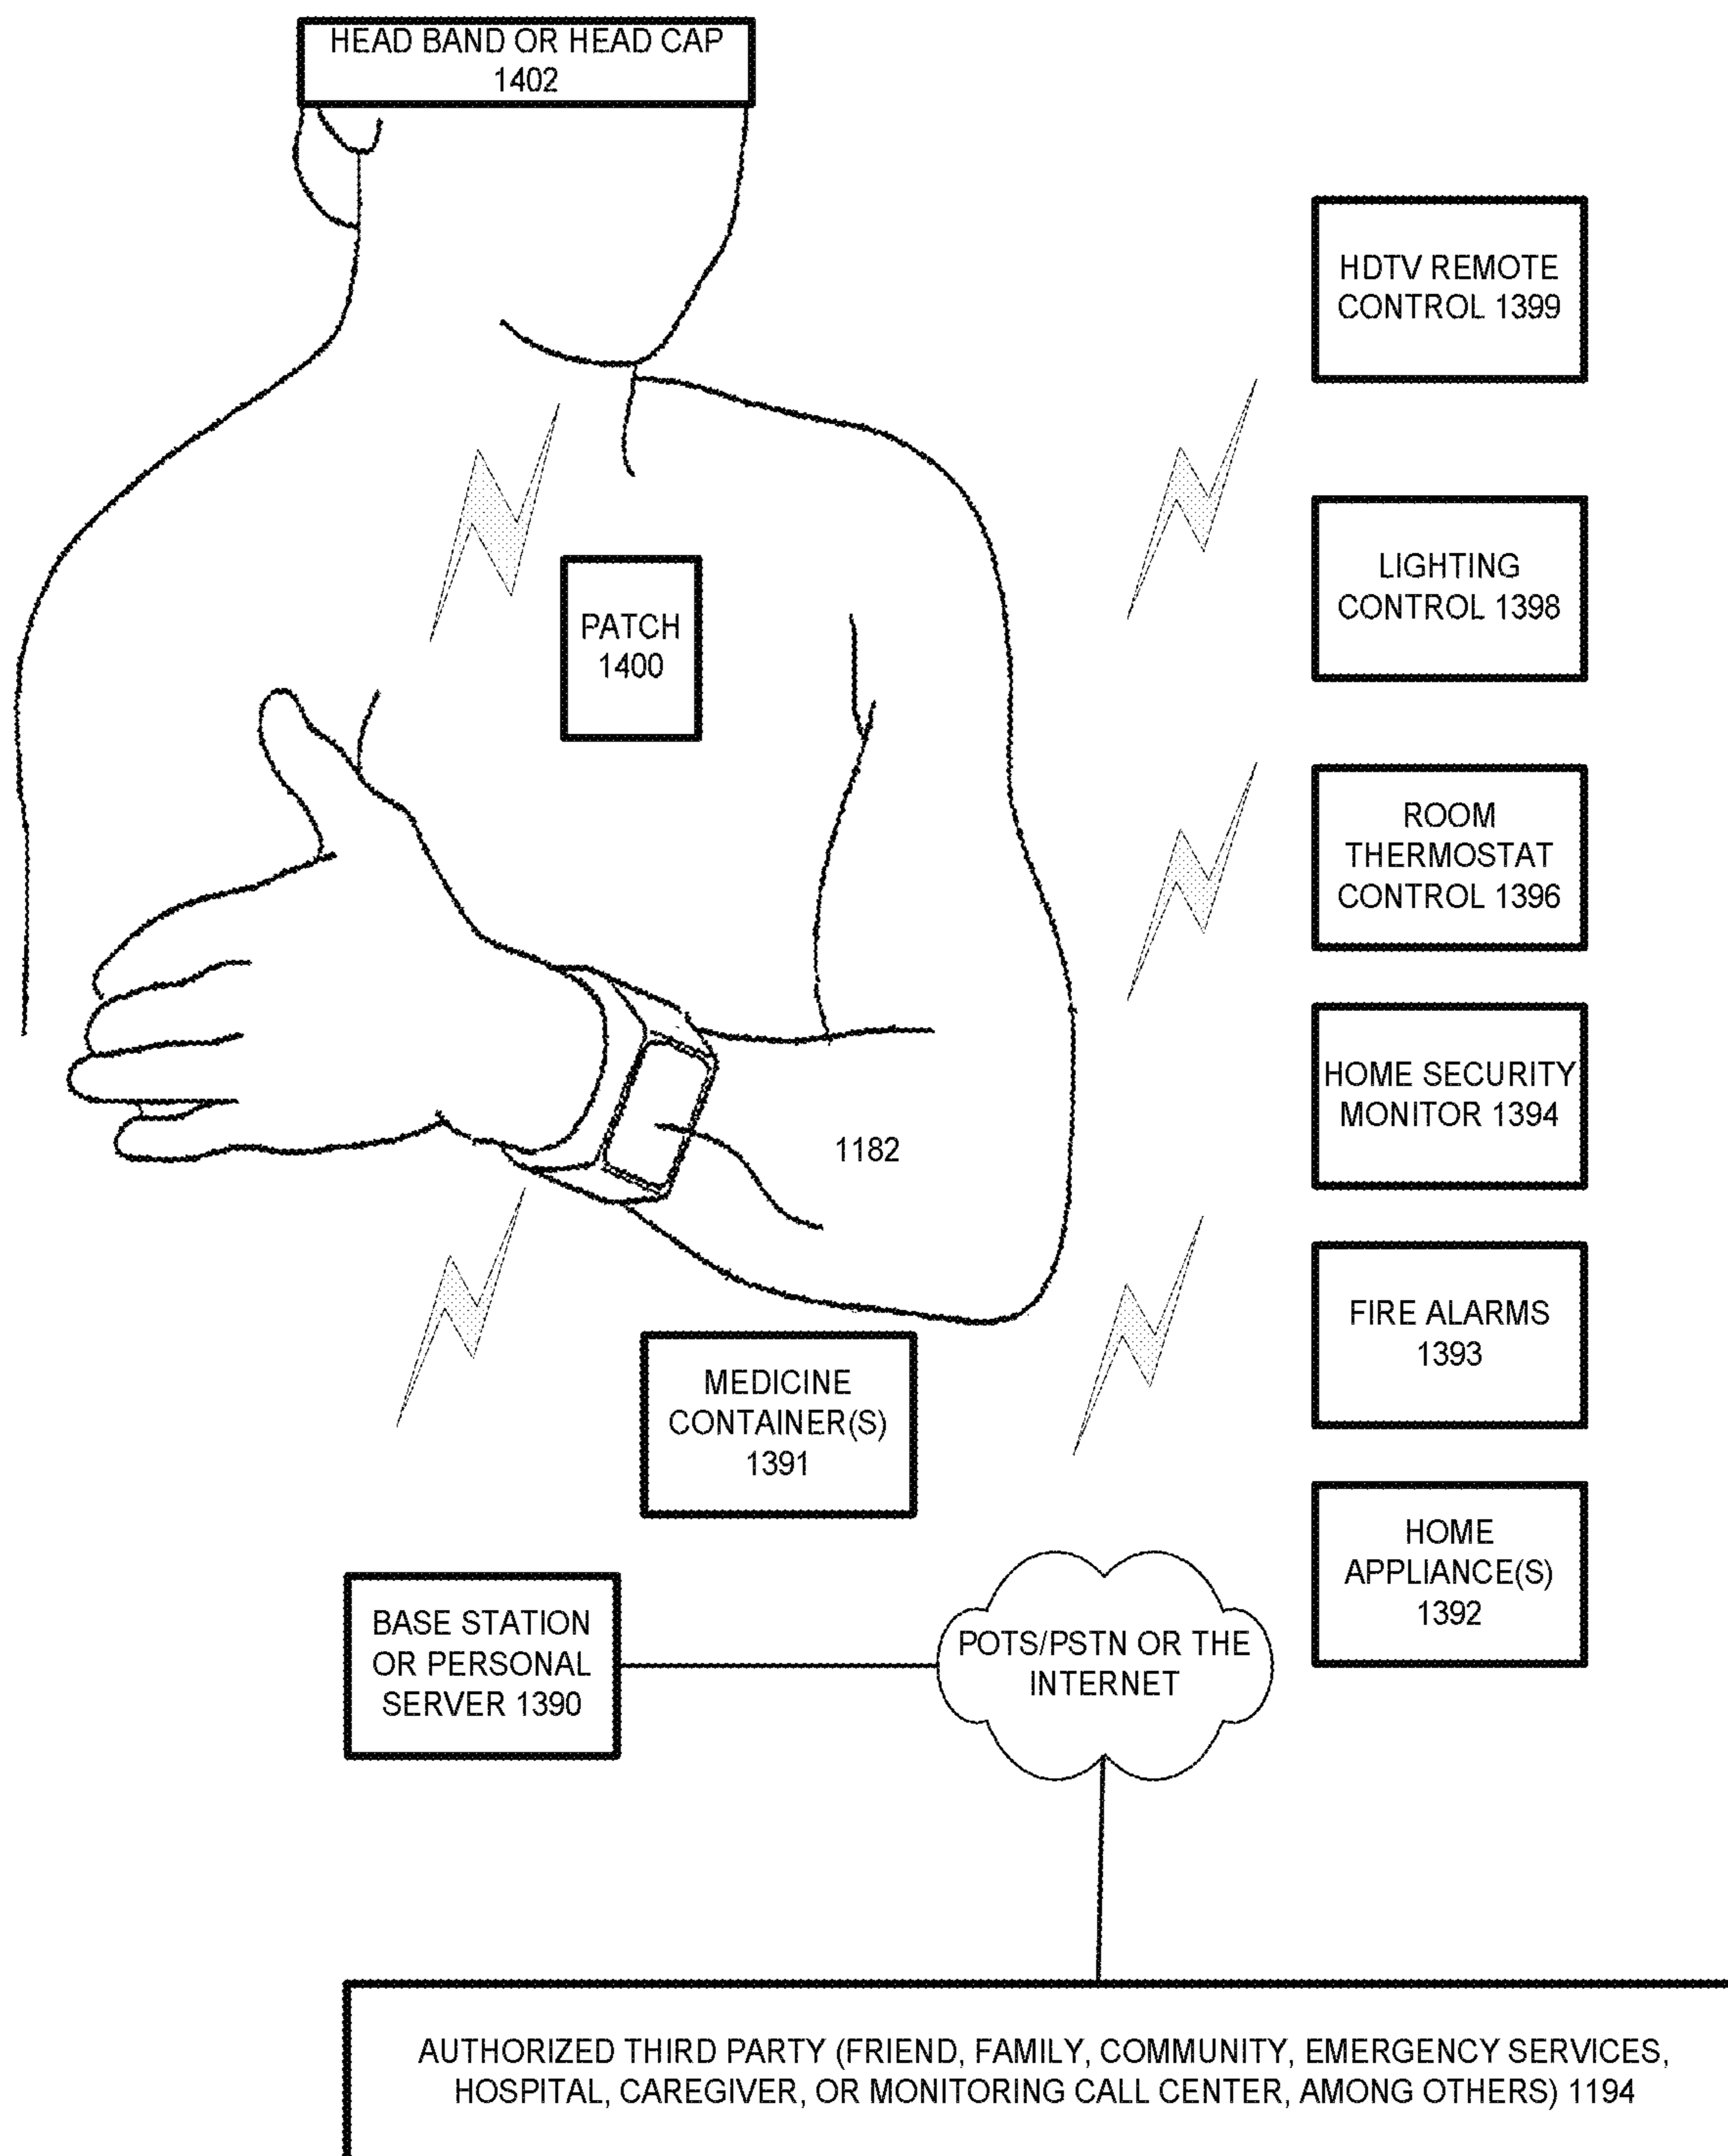 HEAD BAND OR HEAD CAP
1402
HDTV REMOTE
CONTROL 1399
LIGHTING
CONTROL 1398
PATCH
1400
ROOM
THERMOSTAT
CONTROL 1396
HOME SECURITY
MONITOR 1394
1182
FIRE ALARMS
1393
MEDICINE
CONTAINER(S)
1391
HOME
APPLIANCE(S)
1392
BASE STATION
OR PERSONAL
SERVER 1390
POTS/PSTN OR THE
INTERNET
AUTHORIZED THIRD PARTY (FRIEND, FAMILY, COMMUNITY, EMERGENCY SERVICES,
HOSPITAL, CAREGIVER, OR MONITORING CALL CENTER, AMONG OTHERS) 1194